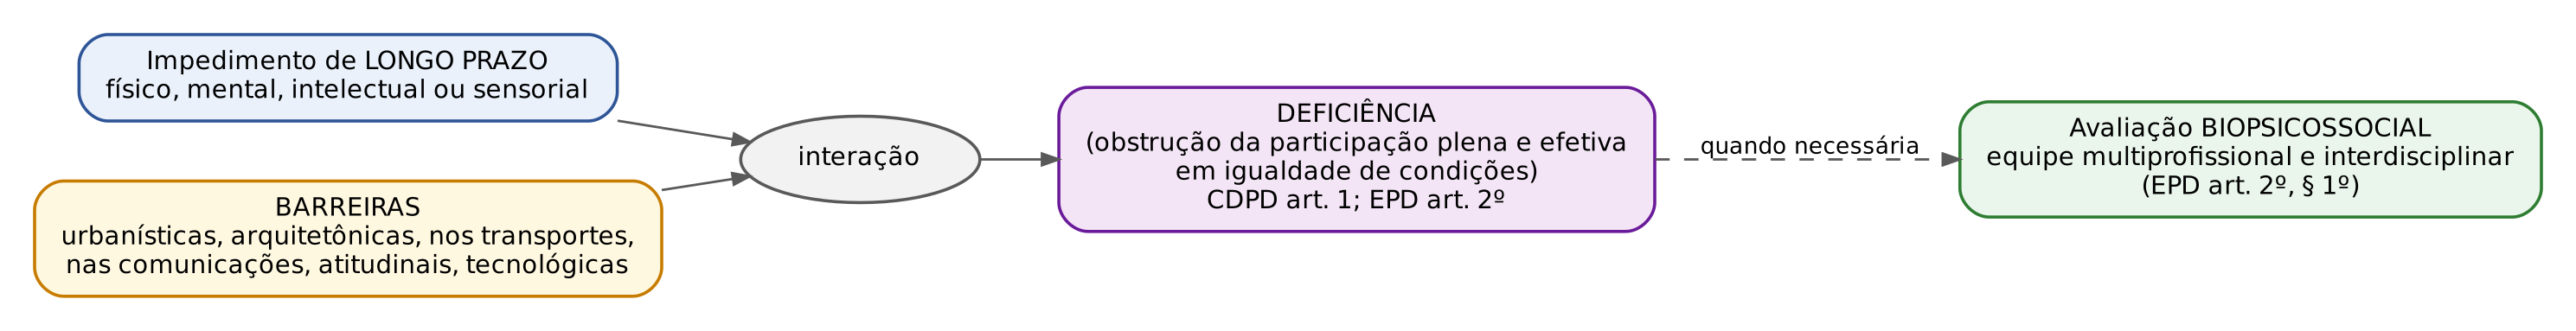 Impedimento de LONGO PRAZO
físico, mental, intelectual ou sensorial
BARREIRAS
urbanísticas, arquitetônicas, nos transportes,
nas comunicações, atitudinais, tecnológicas
interação
DEFICIÊNCIA
(obstrução da participação plena e efetiva
em igualdade de condições)
CDPD art. 1; EPD art. 2º
quando necessária
Avaliação BIOPSICOSSOCIAL
equipe multiprofissional e interdisciplinar
(EPD art. 2º, § 1º)